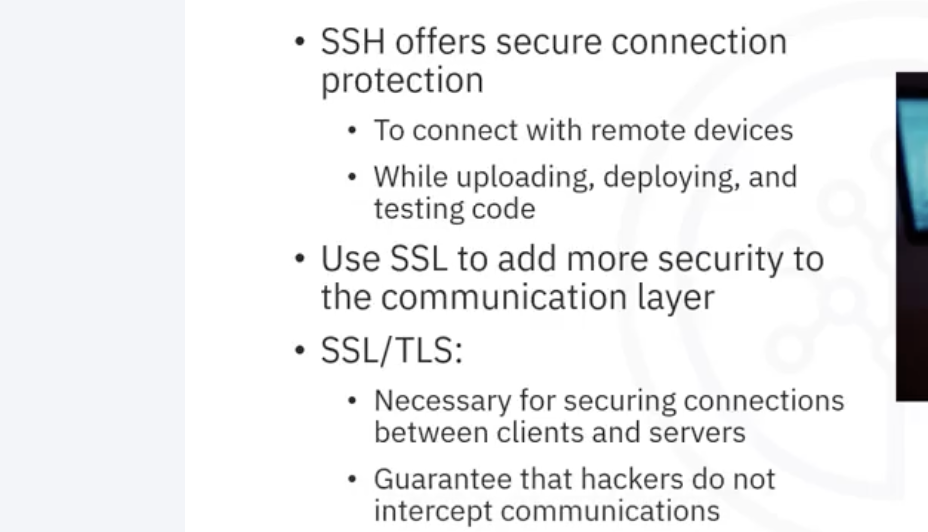 • SSH offers secure connection
protection
• To connect with remote devices
• While uploading, deploying, and
testing code
• Use SSL to add more security to
the communication layer
• SSL/TLS:
• Necessary for securing connections
between clients and servers
• Guarantee that hackers do not
intercept communications